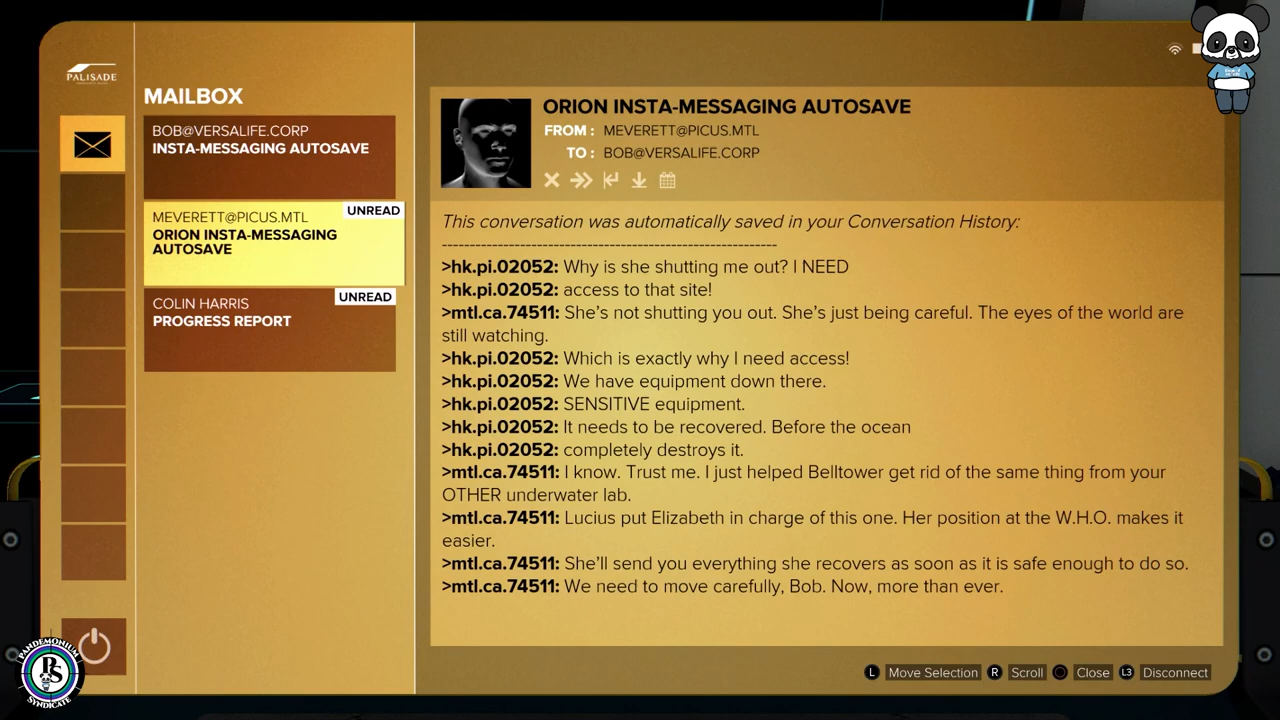 PALISADE
MAILBOX
BOB@VERSALIFE.CORP
INSTA-MESSAGING AUTOSAVE
UNREAD
MEVERETT@PICUS.MTL
ORION INSTA-MESSAGING
AUTOSAVE
UNREAD
COLIN HARRIS
PROGRESS REPORT
ORION INSTA-MESSAGING AUTOSAVE
FROM : MEVERETT@PICUS.MTL
TO : BOB@VERSALIFE.CORP
This conversation was automatically saved in your Conversation History:
------------------------------------------------------------
>hk.pi.02052: Why is she shutting me out? I NEED
>hk.pi.02052: access to that site!
>mtl.ca.74511: She's not shutting you out. She's just being careful. The eyes of the world are
still watching.
>hk.pi.02052: Which is exactly why I need access!
>hk.pi.02052: We have equipment down there.
>hk.pi.02052: SENSITIVE equipment.
>hk.pi.02052: It needs to be recovered. Before the ocean
>hk.pi.02052: completely destroys it.
>mtl.ca.74511: I know. Trust me. I just helped Belltower get rid of the same thing from your
OTHER underwater lab.
>mtl.ca.74511: Lucius put Elizabeth in charge of this one. Her position at the W.H.O. makes it
easier.
>mtl.ca.74511: She'll send you everything she recovers as soon as it is safe enough to do so.
>mtl.ca.74511: We need to move carefully, Bob. Now, more than ever.
L Move Selection R Scroll Close L3 Disconnect
PANDEMONIUM
PS
SYNDICATE